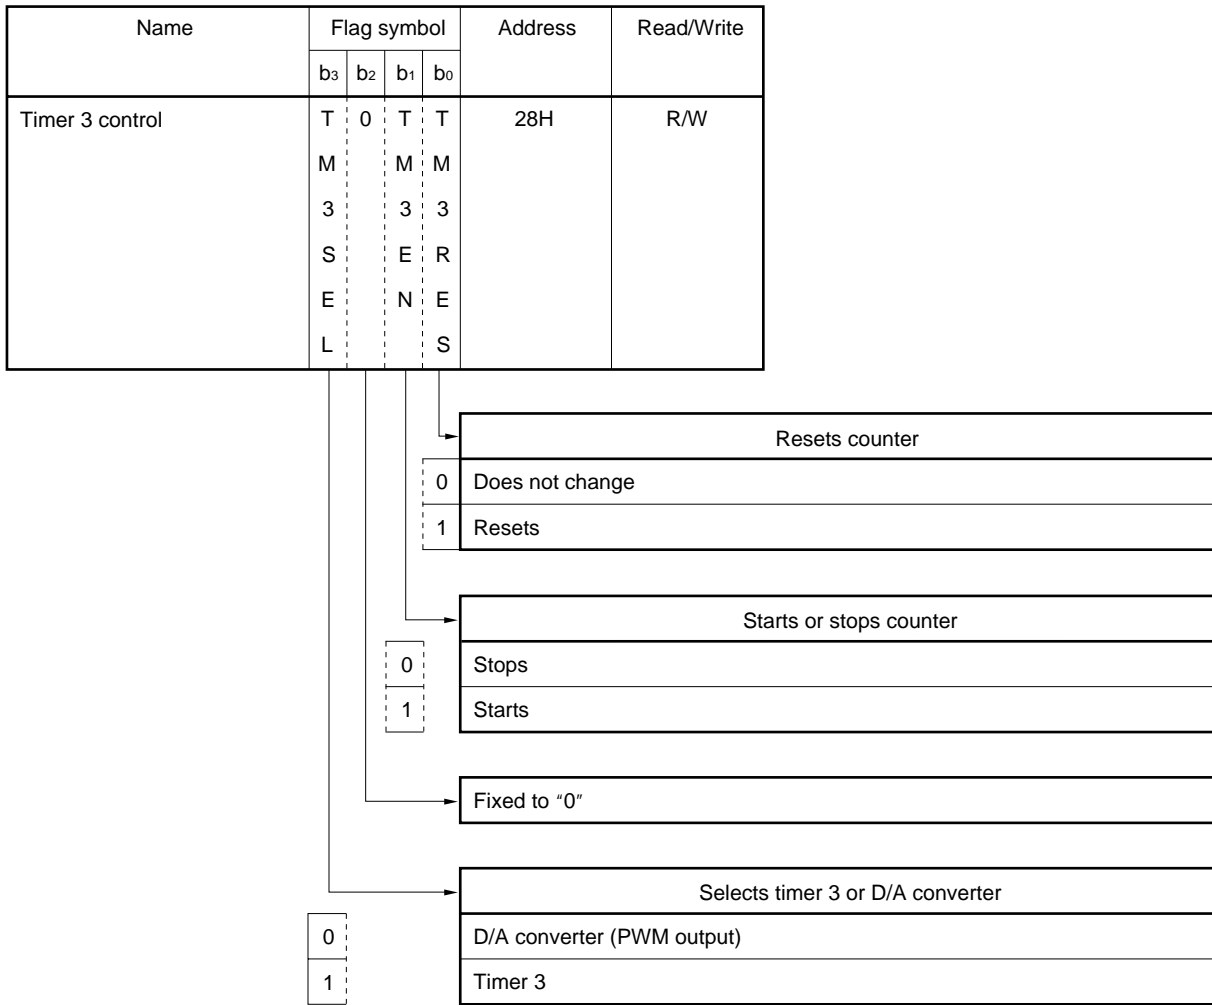 Name Flag symbol Address Read/Write
b3 b2 b1 b0
Timer 3 control T 0 T T 28H R/W
M M M
3 3 3
S E R
E N E
L S
Resets counter
0 Does not change
1 Resets
Starts or stops counter
0 Stops
1 Starts
Fixed to “0”
Selects timer 3 or D/A converter
0 D/A converter (PWM output)
1 Timer 3